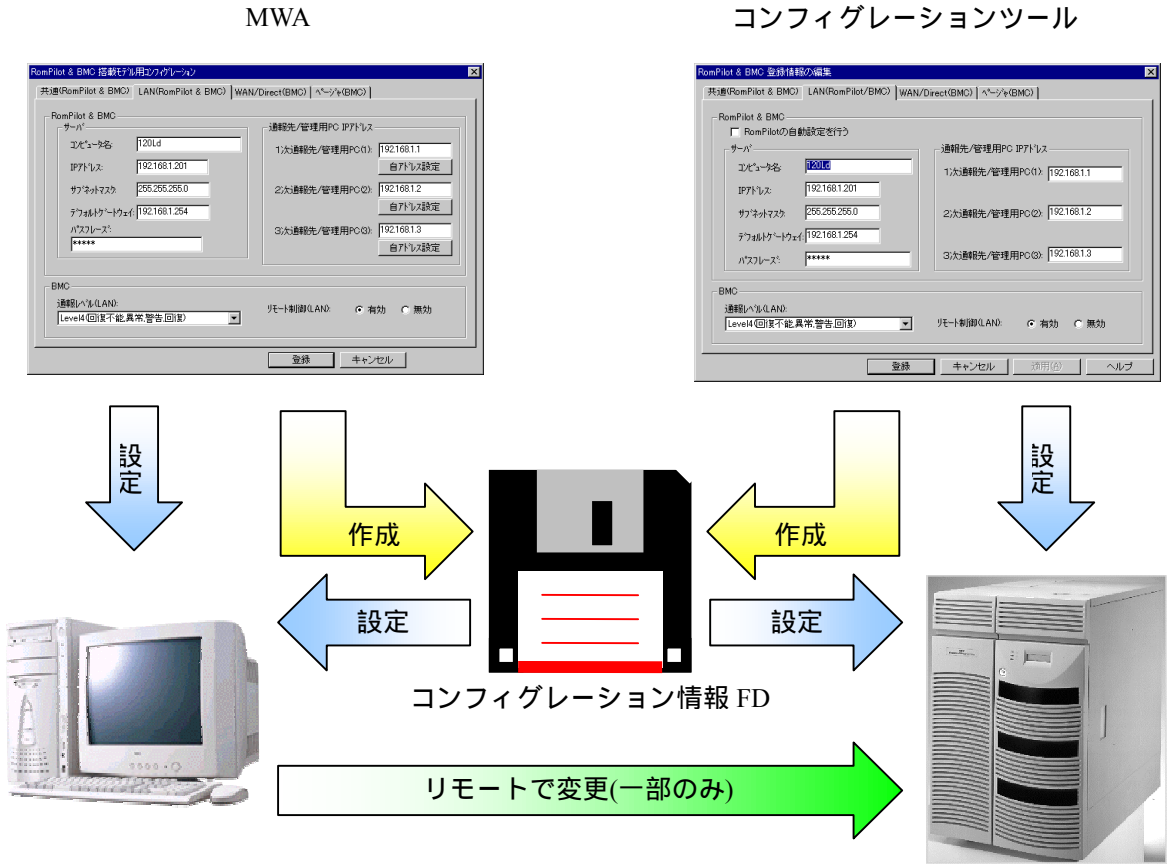 MWA
コンフィグレーションツール
RomPilot & BMC 搭載ﾓﾃﾞﾙ用ｺﾝﾌｨｸﾞﾚｰｼｮﾝ
共通(RomPilot & BMC) LAN(RomPilot & BMC) WAN/Direct(BMC) ﾍﾟｰｼﾞｬ(BMC)
RomPilot & BMC
サーバ
ｺﾝﾋﾟｭｰﾀ名: 120Ld
IPｱﾄﾞﾚｽ: 192.168.1.201
ｻﾌﾞﾈｯﾄﾏｽｸ: 255.255.255.0
ﾃﾞﾌｫﾙﾄｹﾞｰﾄｳｪｲ: 192.168.1.254
ﾊﾟｽﾌﾚｰｽﾞ:
*****
通報先/管理用PC IPｱﾄﾞﾚｽ
1次通報先/管理用PC(1): 192.168.1.1
自ｱﾄﾞﾚｽ設定
2次通報先/管理用PC(2): 192.168.1.2
自ｱﾄﾞﾚｽ設定
3次通報先/管理用PC(3): 192.168.1.3
自ｱﾄﾞﾚｽ設定
BMC
通報ﾚﾍﾞﾙ(LAN):
Level4(回復不能,異常,警告,回復)
ﾘﾓｰﾄ制御(LAN): 有効 無効
登録 キャンセル
RomPilot & BMC 登録情報の編集
共通(RomPilot & BMC) LAN(RomPilot/BMC) WAN/Direct(BMC) ﾍﾟｰｼﾞｬ(BMC)
RomPilot & BMC
RomPilotの自動設定を行う
サーバ
ｺﾝﾋﾟｭｰﾀ名: 120Ld
IPｱﾄﾞﾚｽ: 192.168.1.201
ｻﾌﾞﾈｯﾄﾏｽｸ: 255.255.255.0
ﾃﾞﾌｫﾙﾄｹﾞｰﾄｳｪｲ: 192.168.1.254
ﾊﾟｽﾌﾚｰｽﾞ: *****
通報先/管理用PC IPｱﾄﾞﾚｽ
1次通報先/管理用PC(1): 192.168.1.1
2次通報先/管理用PC(2): 192.168.1.2
3次通報先/管理用PC(3): 192.168.1.3
BMC
通報ﾚﾍﾞﾙ(LAN):
Level4(回復不能,異常,警告,回復)
ﾘﾓｰﾄ制御(LAN): 有効 無効
登録 キャンセル 適用(A) ヘルプ
設定
作成
作成
設定
設定
設定
コンフィグレーション情報 FD
リモートで変更(一部のみ)